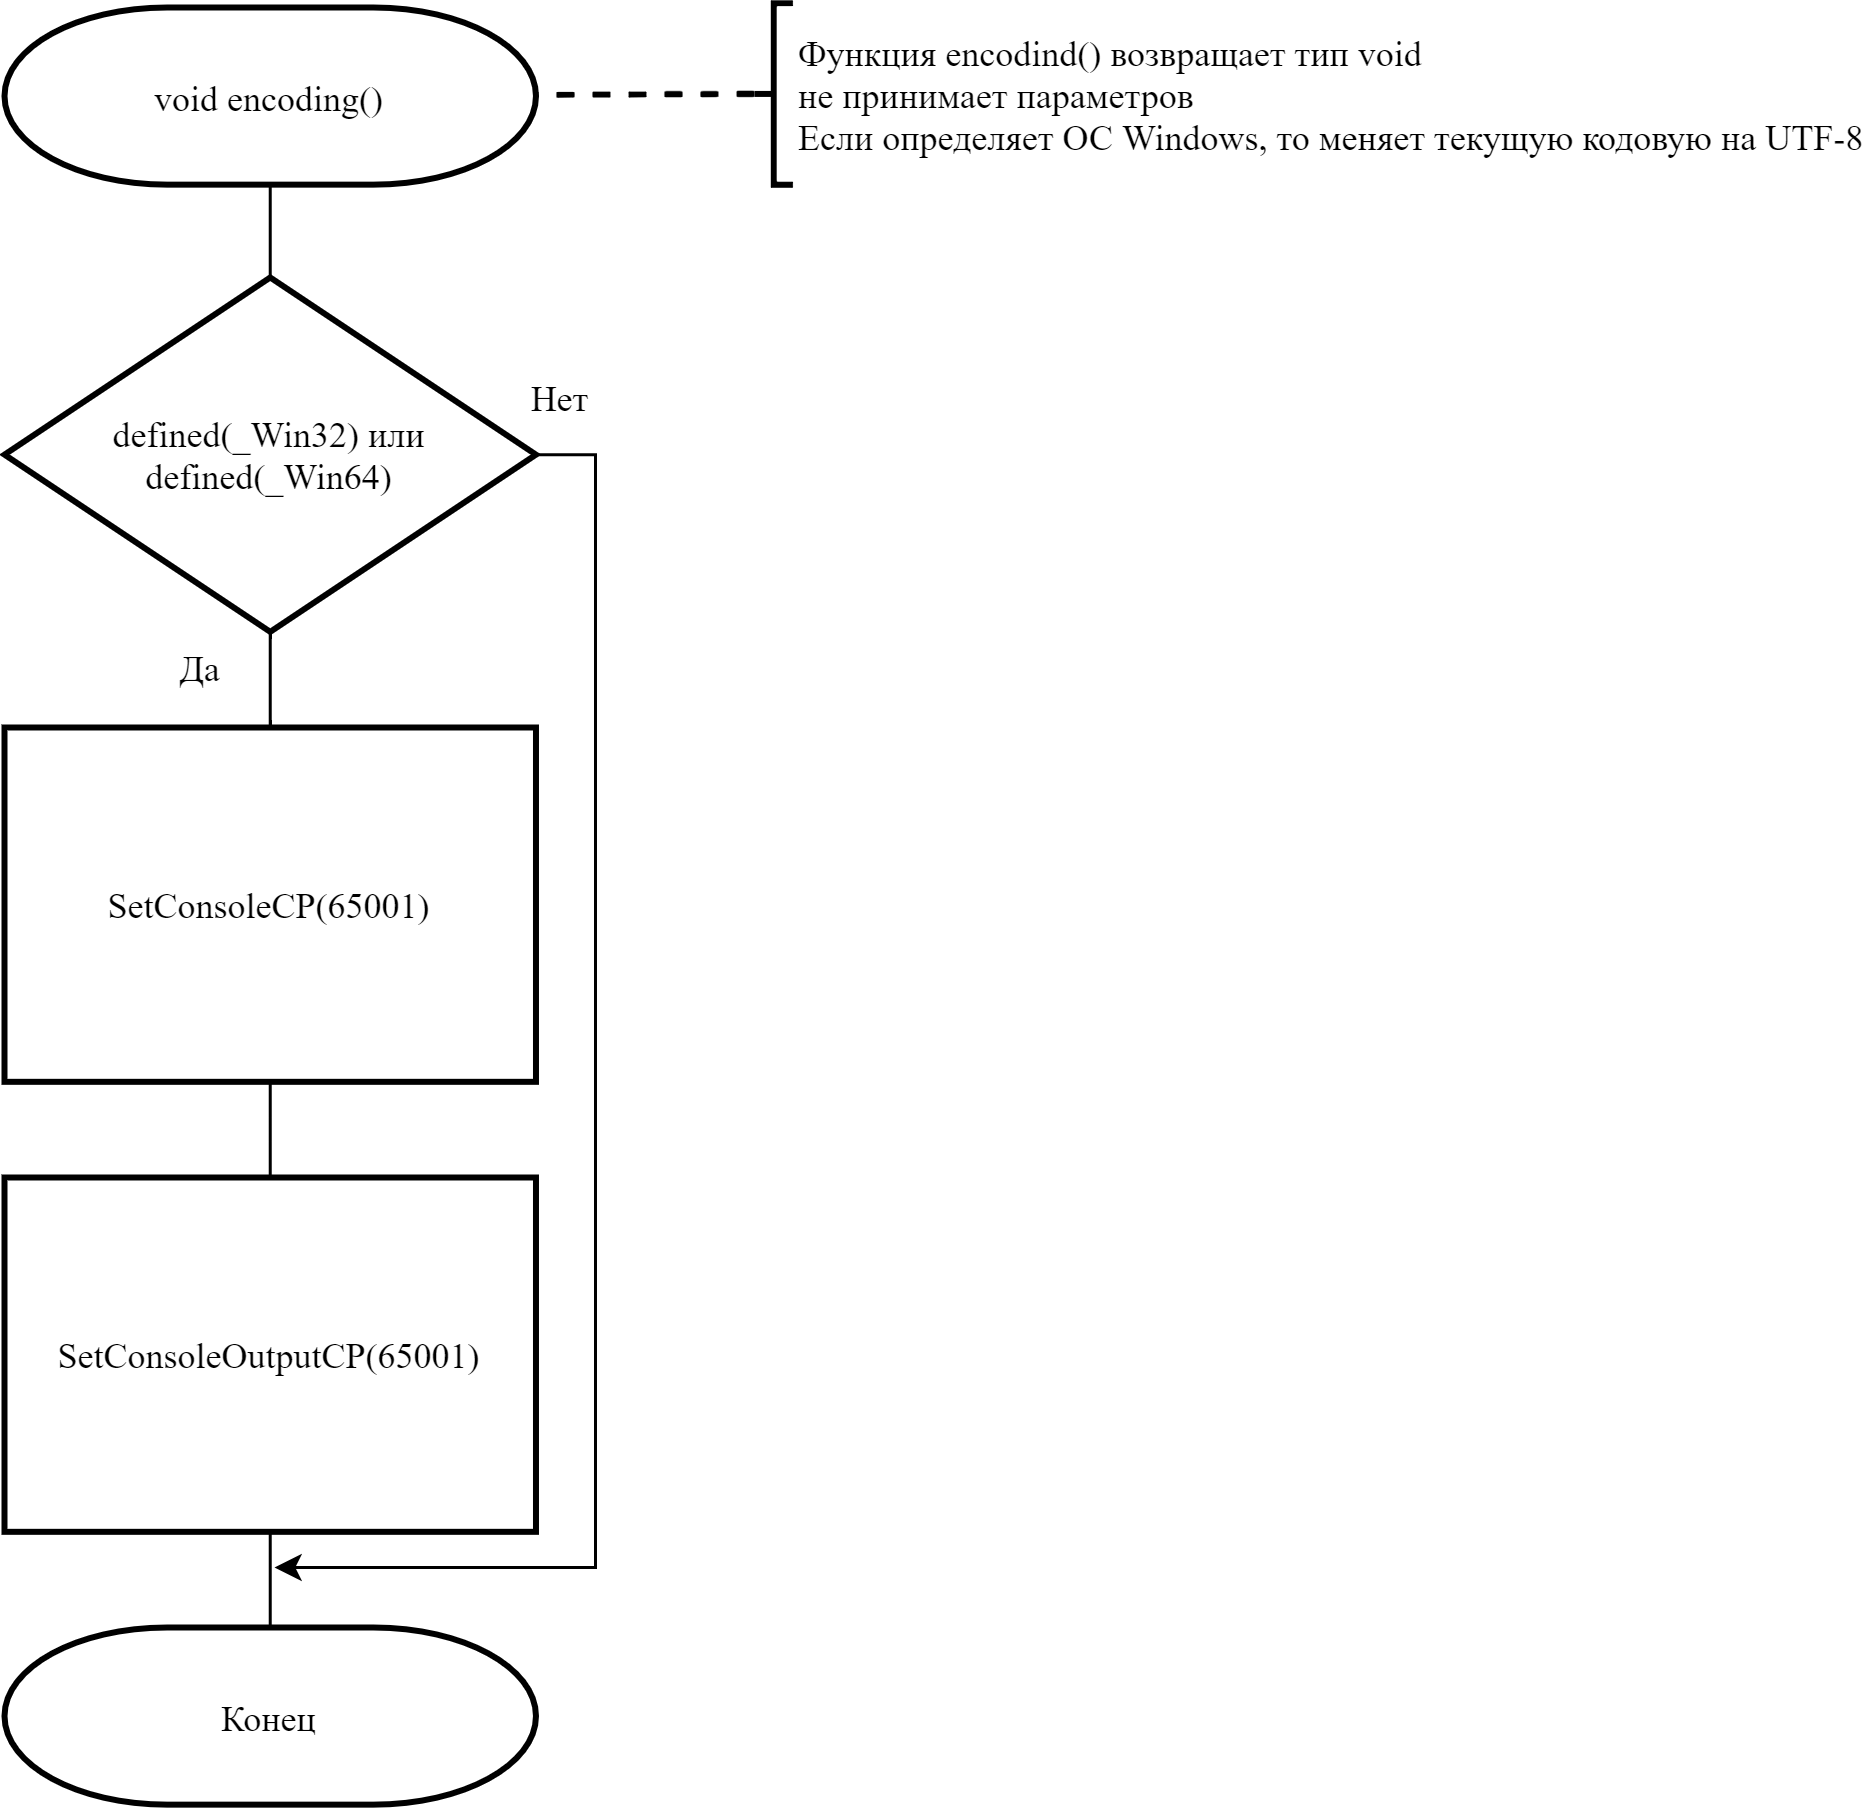 void encoding()
Функция encodind() возвращает тип void
не принимает параметров
Если определяет ОС Windows, то меняет текущую кодовую на UTF-8
defined(_Win32) или
defined(_Win64)
Нет
Да
SetConsoleCP(65001)
SetConsoleOutputCP(65001)
Конец